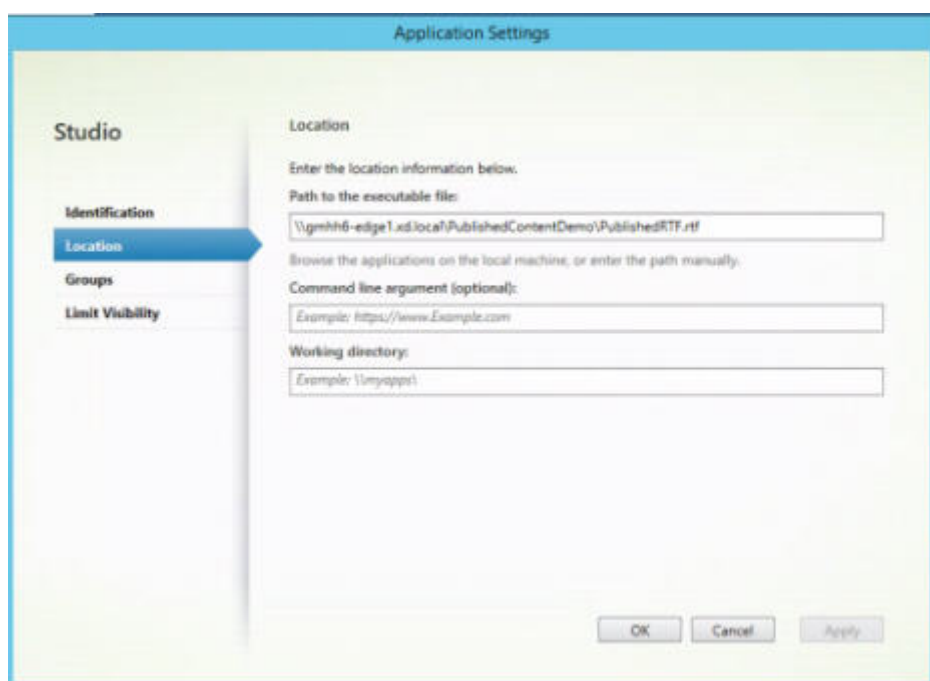 Application Settings
Studio
Identification
Location
Groups
Limit Visibility
Location
Enter the location information below.
Path to the executable file:
\\gmhh6-edge1.xd.local\PublishedContentDemo\PublishedRTF.rtf
Browse the applications on the local machine, or enter the path manually.
Command line argument (optional):
Example: https://www.Example.com
Working directory:
Example: \\myapps\
OK Cancel Apply